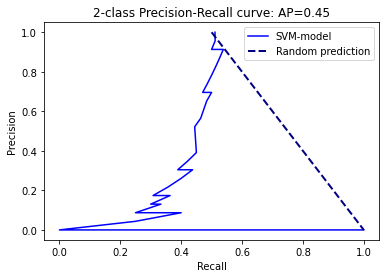 2-class Precision-Recall curve: AP=0.45
SVM-model
Random prediction
Precision
1.0
0.8
0.6
0.4
0.2
0.0
0.0 0.2 0.4 0.6 0.8 1.0
Recall